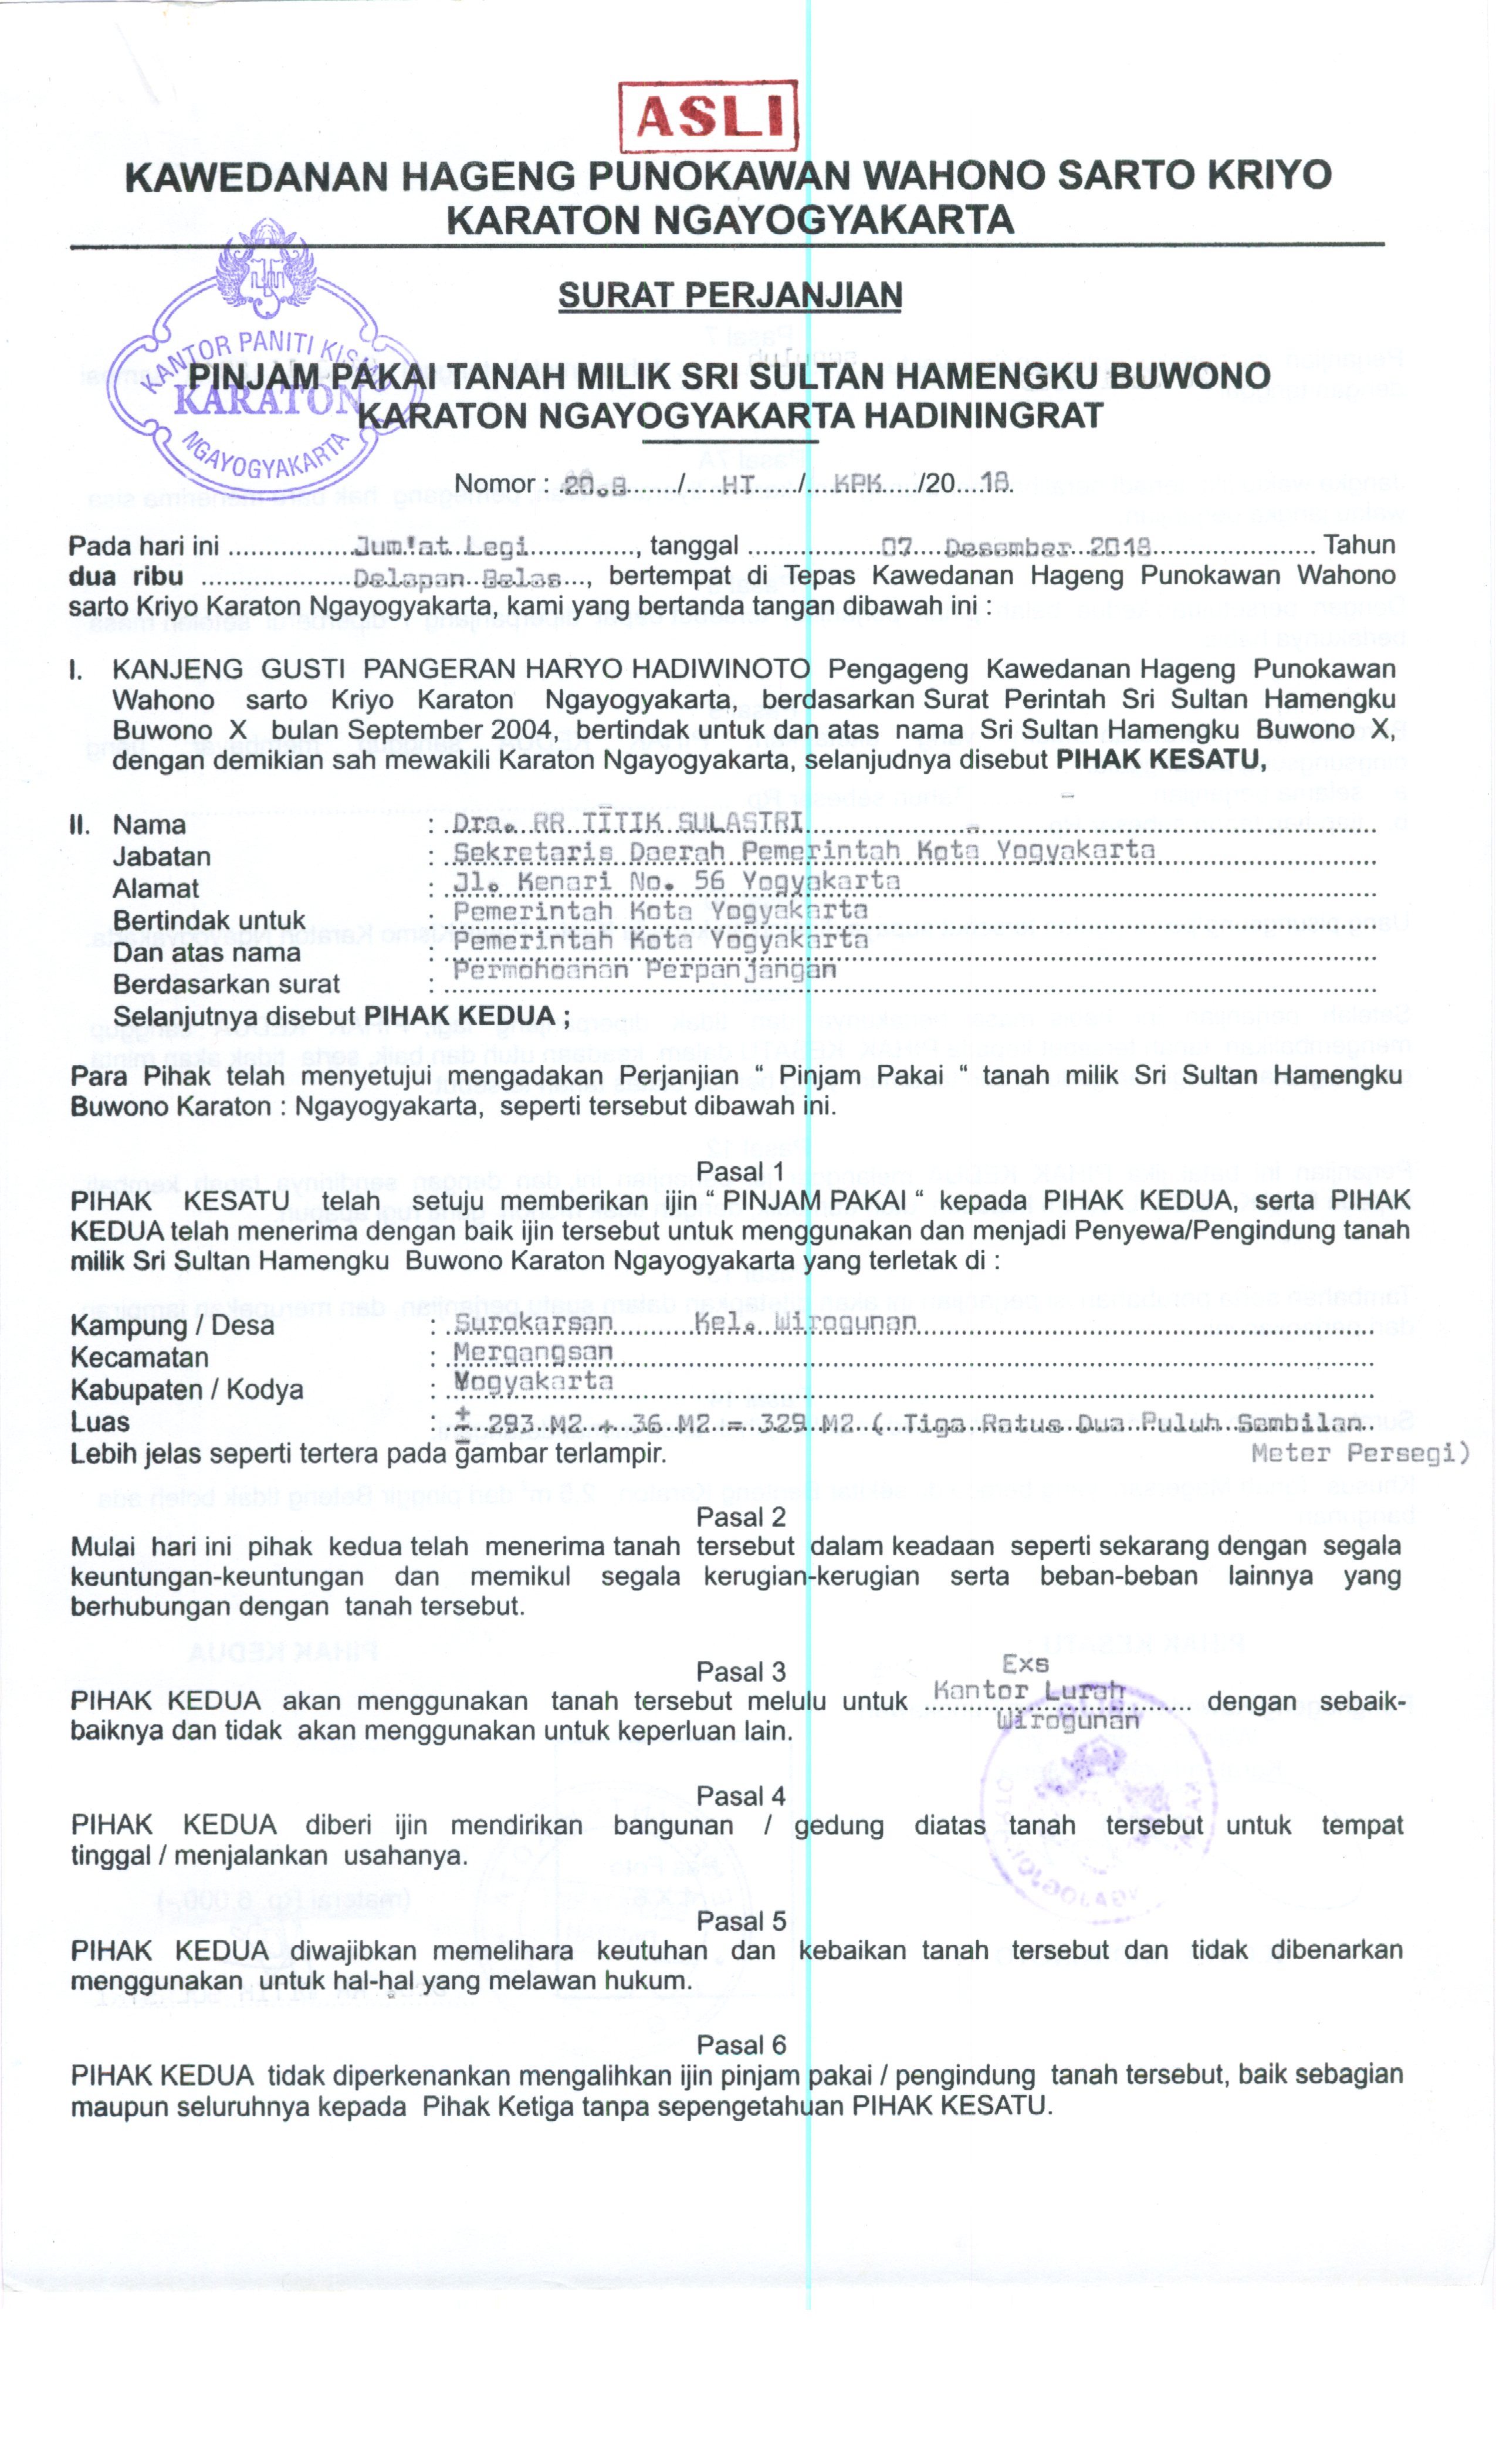 ASLI
KAWEDANAN HAGENG PUNOKAWAN WAHONO SARTO KRIYO
KARATON NGAYOGYAKARTA
SURAT PERJANJIAN
KANTOR PANITI KISMO
KARATON
NGAYOGYAKARTA
PINJAM PAKAI TANAH MILIK SRI SULTAN HAMENGKU BUWONO
KARATON NGAYOGYAKARTA HADININGRAT
Nomor : /....HT...../....KPK...../20....18.
Pada hari ini ................Jum'at Legi............., tanggal .................07 Desember 2018.................... Tahun
dua ribu ....................Delapan Belas..., bertempat di Tepas Kawedanan Hageng Punokawan Wahono
sarto Kriyo Karaton Ngayogyakarta, kami yang bertanda tangan dibawah ini :
I. KANJENG GUSTI PANGERAN HARYO HADIWINOTO Pengageng Kawedanan Hageng Punokawan
Wahono sarto Kriyo Karaton Ngayogyakarta, berdasarkan Surat Perintah Sri Sultan Hamengku
Buwono X bulan September 2004, bertindak untuk dan atas nama Sri Sultan Hamengku Buwono X,
dengan demikian sah mewakili Karaton Ngayogyakarta, selanjudnya disebut PIHAK KESATU,
II. Nama : Dra. RR TITIK SULASTRI
Jabatan : Sekretaris Daerah Pemerintah Kota Yogyakarta
Alamat : Jl. Kenari No. 56 Yogyakarta
Bertindak untuk : Pemerintah Kota Yogyakarta
Dan atas nama : Pemerintah Kota Yogyakarta
Berdasarkan surat : Permohoanan Perpanjangan
Selanjutnya disebut PIHAK KEDUA ;
Para Pihak telah menyetujui mengadakan Perjanjian “ Pinjam Pakai “ tanah milik Sri Sultan Hamengku
Buwono Karaton : Ngayogyakarta, seperti tersebut dibawah ini.
Pasal 1
PIHAK KESATU telah setuju memberikan ijin “ PINJAM PAKAI “ kepada PIHAK KEDUA, serta PIHAK
KEDUA telah menerima dengan baik ijin tersebut untuk menggunakan dan menjadi Penyewa/Pengindung tanah
milik Sri Sultan Hamengku Buwono Karaton Ngayogyakarta yang terletak di :
Kampung / Desa : Surokarsan Kel. Wirogunan
Kecamatan : Mergangsan
Kabupaten / Kodya : Yogyakarta
Luas : ± 293 M2 + 36 M2 = 329 M2 ( Tiga Ratus Dua Puluh Sembilan
Lebih jelas seperti tertera pada gambar terlampir. Meter Persegi)
Pasal 2
Mulai hari ini pihak kedua telah menerima tanah tersebut dalam keadaan seperti sekarang dengan segala
keuntungan-keuntungan dan memikul segala kerugian-kerugian serta beban-beban lainnya yang
berhubungan dengan tanah tersebut.
Pasal 3
Exs
PIHAK KEDUA akan menggunakan tanah tersebut melulu untuk Kantor Lurah dengan sebaik-
baiknya dan tidak akan menggunakan untuk keperluan lain. Wirogunan
Pasal 4
PIHAK KEDUA diberi ijin mendirikan bangunan / gedung diatas tanah tersebut untuk tempat
tinggal / menjalankan usahanya.
Pasal 5
PIHAK KEDUA diwajibkan memelihara keutuhan dan kebaikan tanah tersebut dan tidak dibenarkan
menggunakan untuk hal-hal yang melawan hukum.
Pasal 6
PIHAK KEDUA tidak diperkenankan mengalihkan ijin pinjam pakai / pengindung tanah tersebut, baik sebagian
maupun seluruhnya kepada Pihak Ketiga tanpa sepengetahuan PIHAK KESATU.